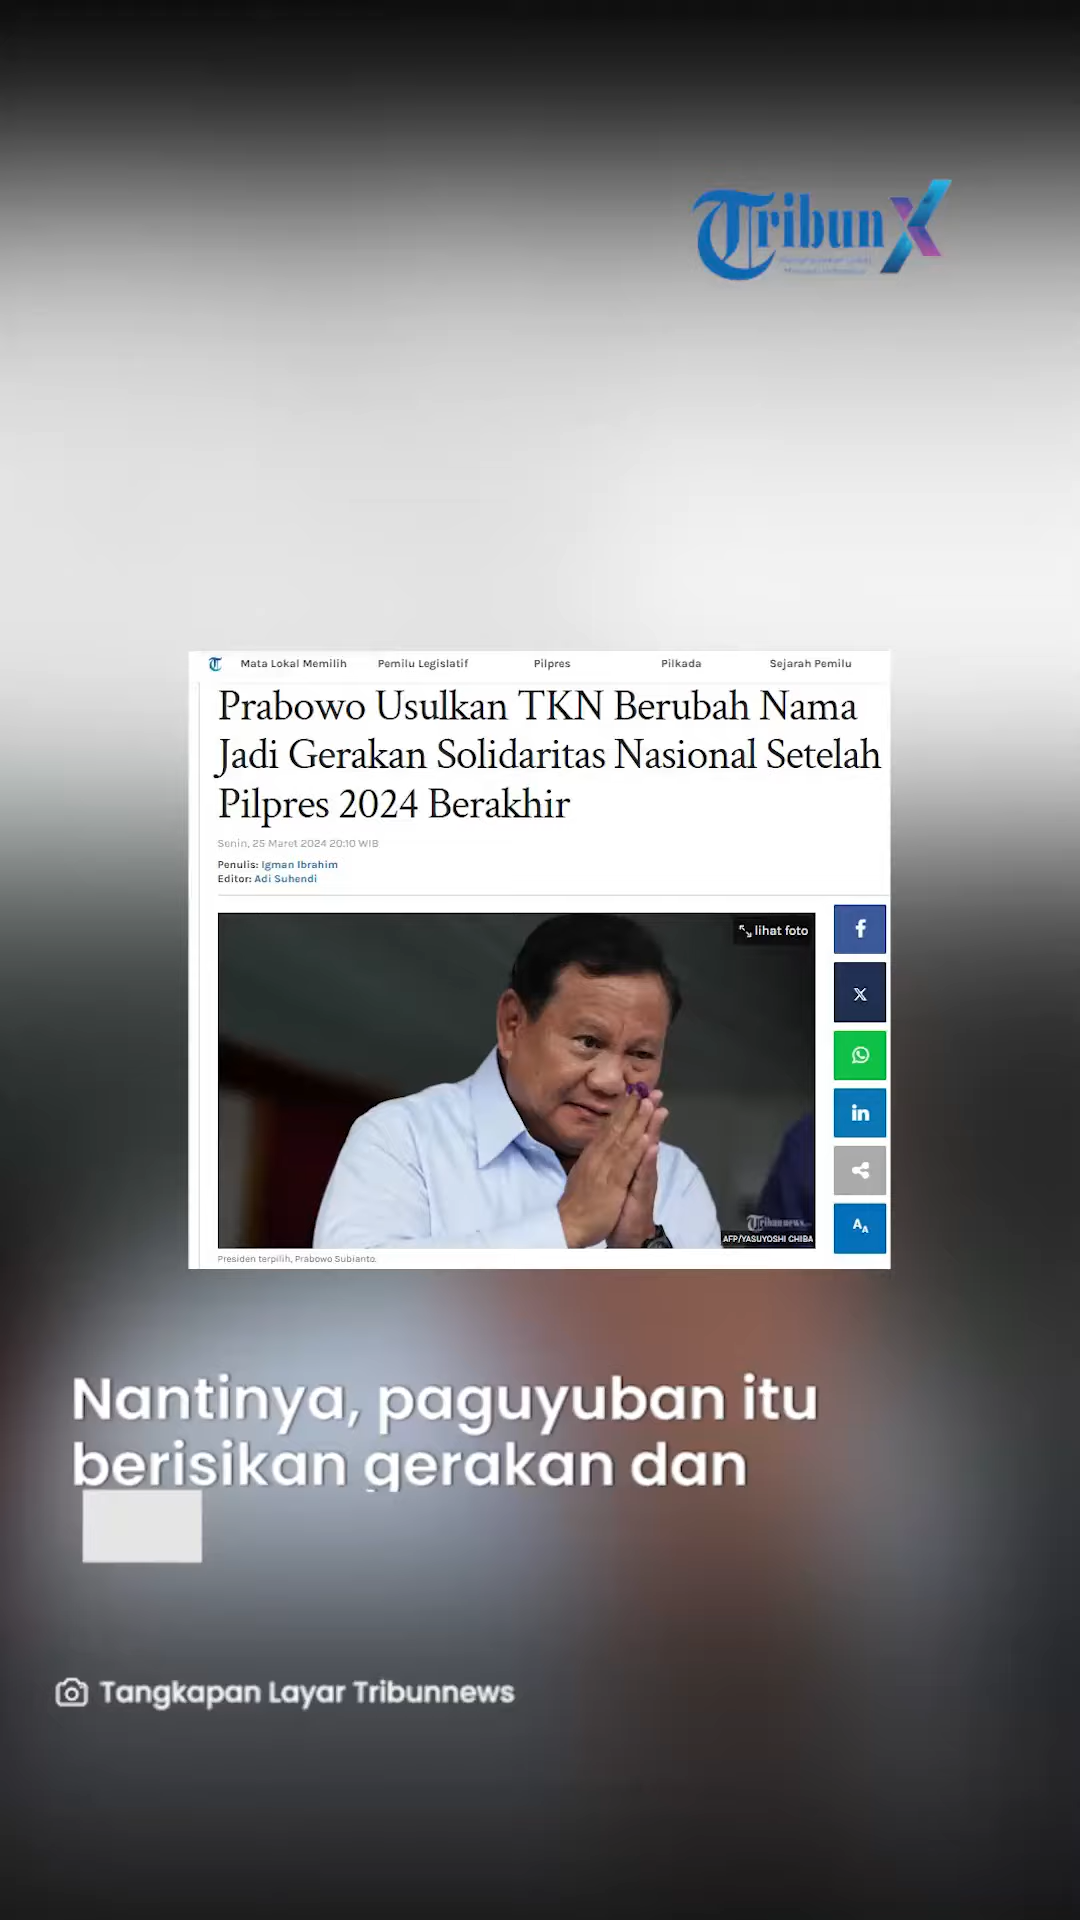 Tribun X
Mata Lokal Memilih Pemilu Legislatif Pilpres Pilkada Sejarah Pemilu
Prabowo Usulkan TKN Berubah Nama
Jadi Gerakan Solidaritas Nasional Setelah
Pilpres 2024 Berakhir
Senin, 25 Maret 2024 20:10 WIB
Penulis: Igman Ibrahim
Editor: Adi Suhendi
lihat foto
Tribunnews
AFP/YASUYOSHI CHIBA
Presiden terpilih, Prabowo Subianto.
Nantinya, paguyuban itu
berisikan gerakan dan
Tangkapan Layar Tribunnews